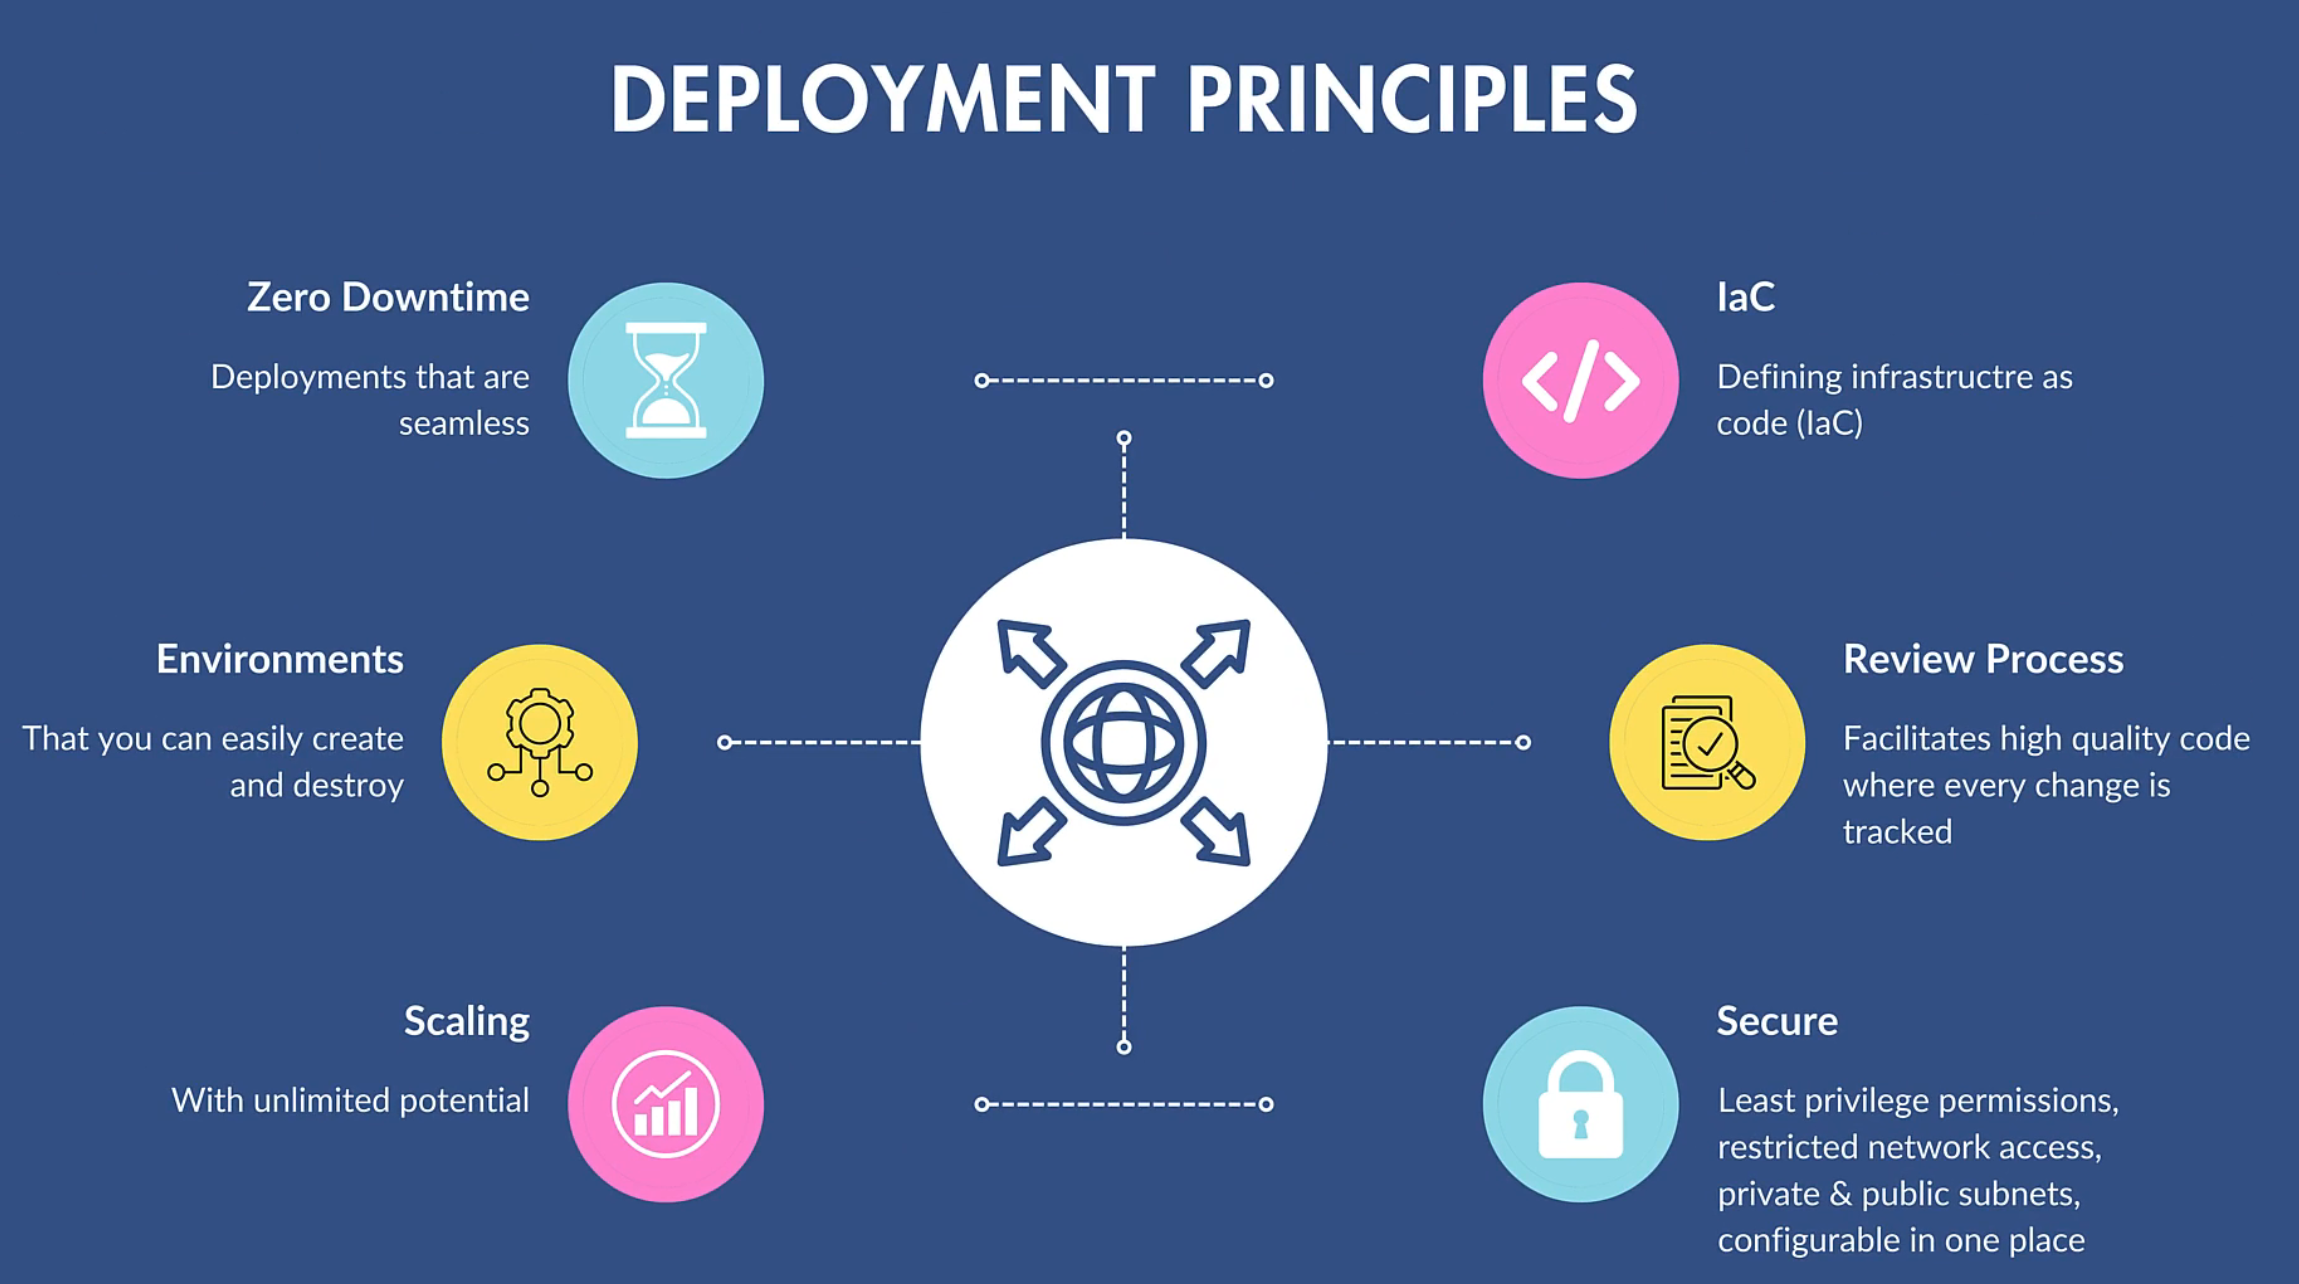 DEPLOYMENT PRINCIPLES
Zero Downtime
Deployments that are
seamless
IaC
Defining infrastructre as
code (IaC)
Environments
That you can easily create
and destroy
Review Process
Facilitates high quality code
where every change is
tracked
Scaling
With unlimited potential
Secure
Least privilege permissions,
restricted network access,
private & public subnets,
configurable in one place